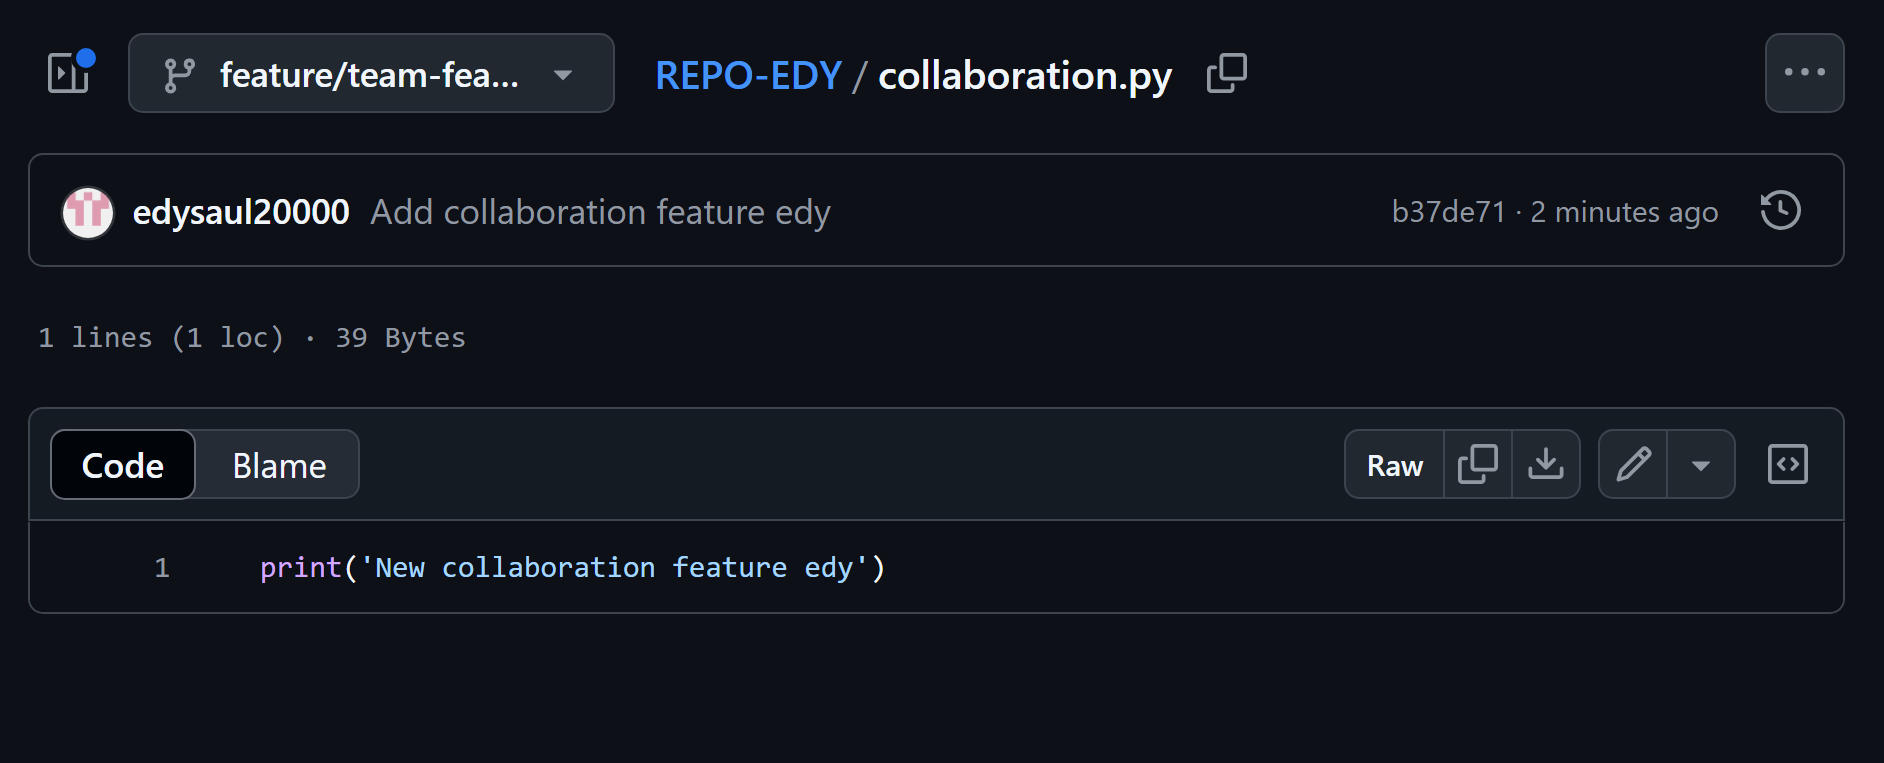 feature/team-fea...
REPO-EDY / collaboration.py
edysaul20000 Add collaboration feature edy
b37de71 · 2 minutes ago
1 lines (1 loc) · 39 Bytes
Code Blame
Raw
1 print('New collaboration feature edy')